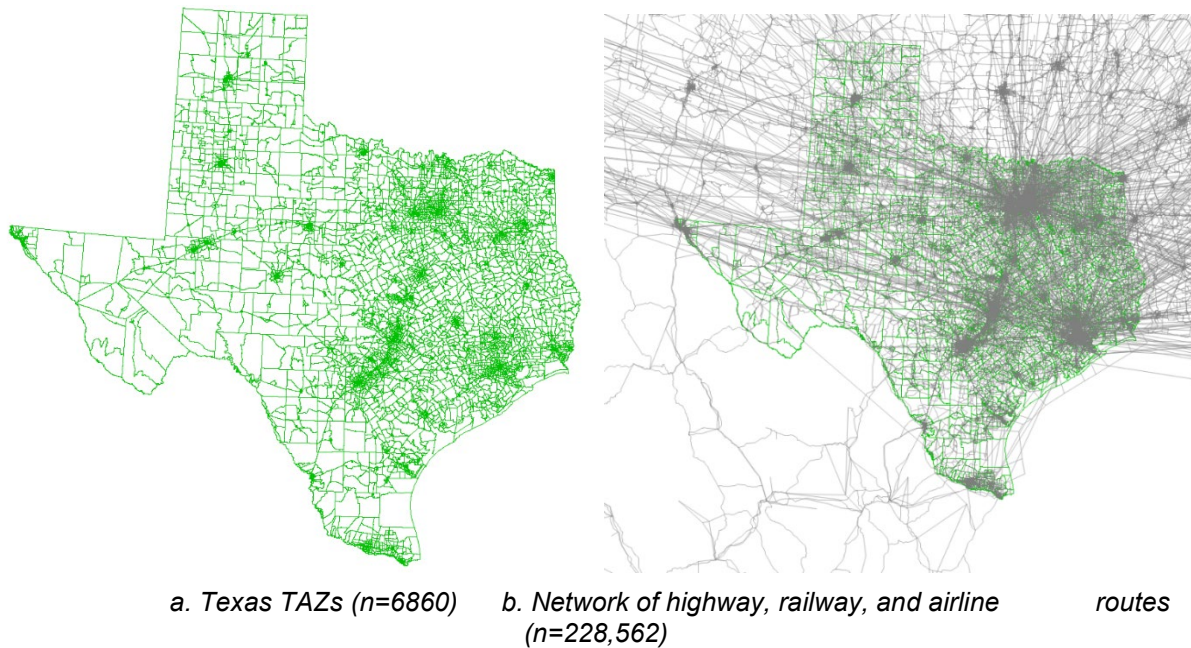 a. Texas TAZs (n=6860) b. Network of highway, railway, and airline routes
(n=228,562)